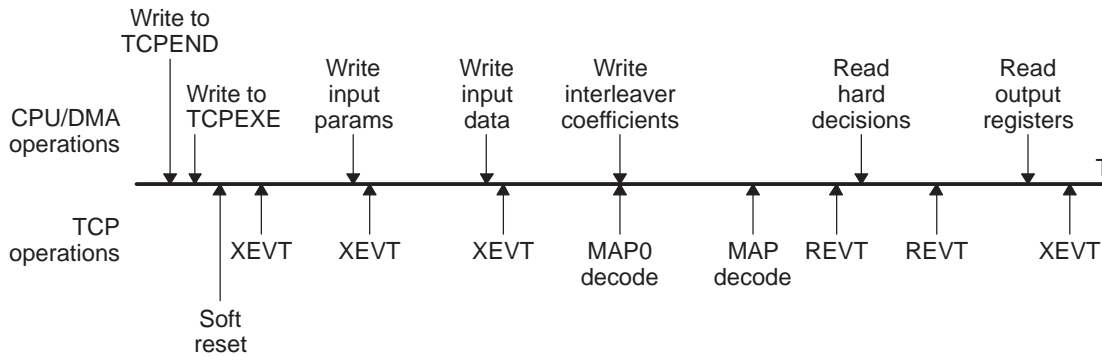 Write to
TCPEND
Write to
TCPEXE
Write
input
params
Write
input
data
Write
interleaver
coefficients
Read
hard
decisions
Read
output
registers
CPU/DMA
operations
T
TCP
operations
XEVT
XEVT
XEVT
MAP0
decode
MAP
decode
REVT
REVT
XEVT
Soft
reset